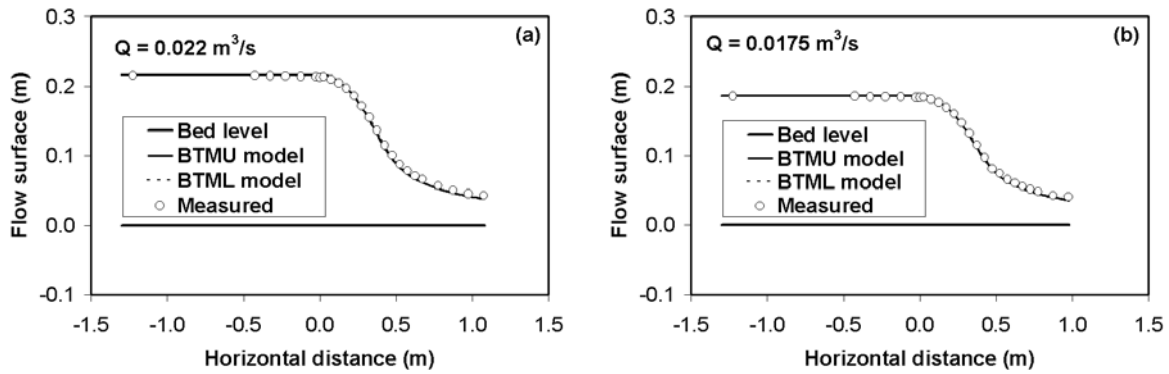 0.3
(a)
Q = 0.022 m³/s
0.2
0.1
0.0
-0.1
Flow surface (m)
Bed level
BTMU model
BTML model
Measured
-1.5 -1.0 -0.5 0.0 0.5 1.0 1.5
Horizontal distance (m)
0.3
(b)
Q = 0.0175 m³/s
0.2
0.1
0.0
-0.1
Flow surface (m)
Bed level
BTMU model
BTML model
Measured
-1.5 -1.0 -0.5 0.0 0.5 1.0 1.5
Horizontal distance (m)